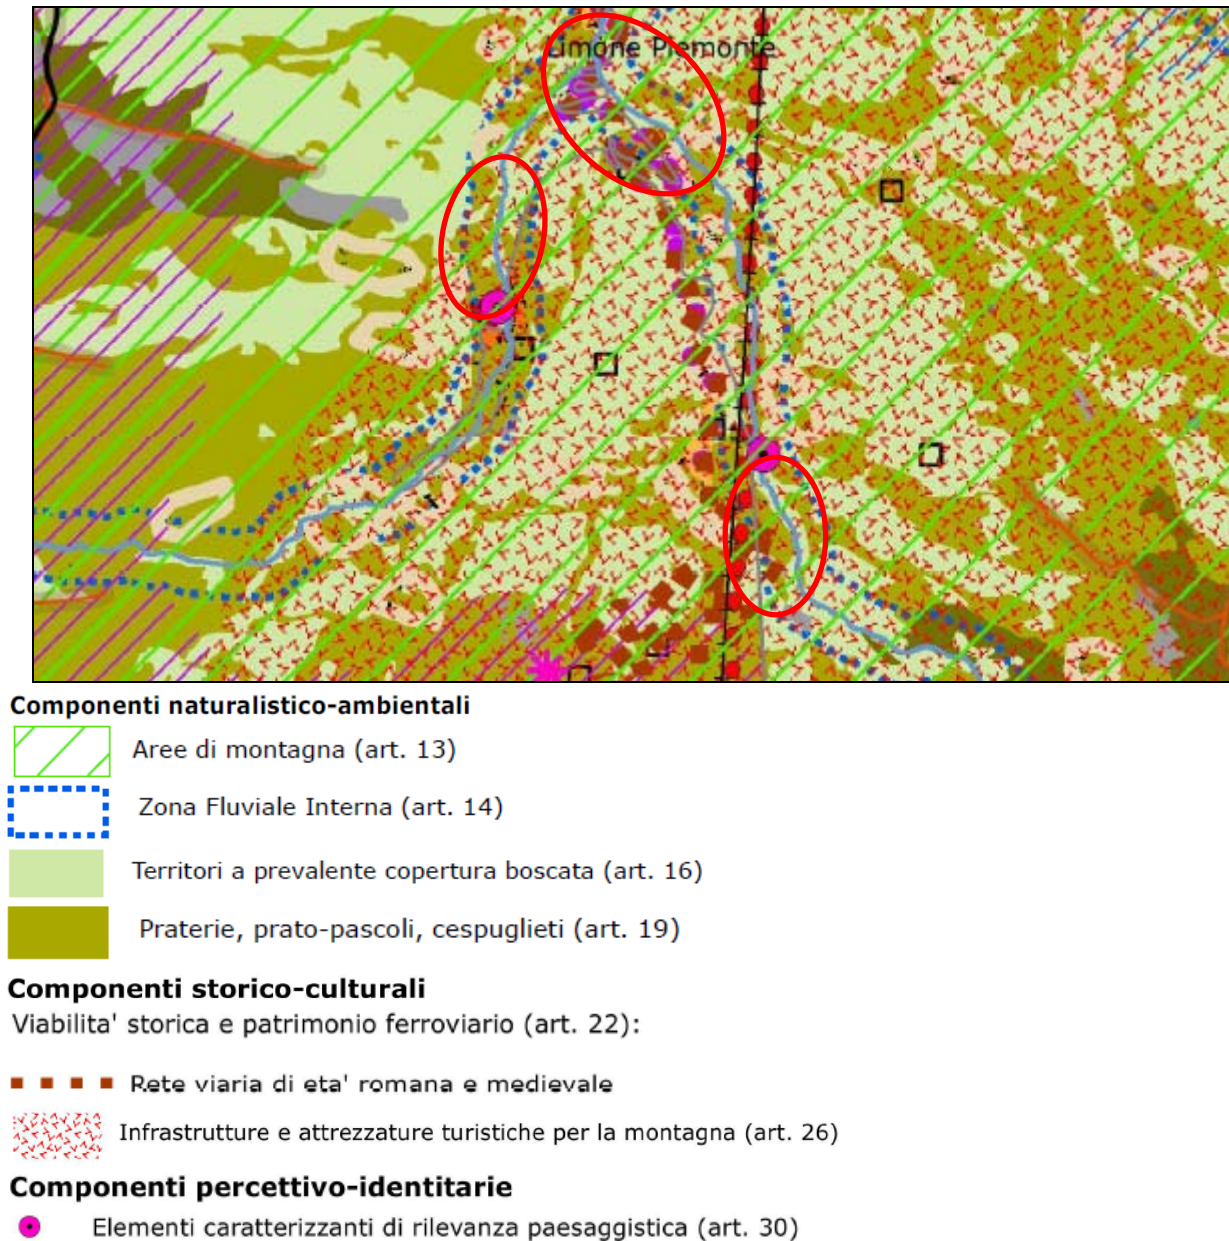 Limone Piemonte
Componenti naturalistico-ambientali
Aree di montagna (art. 13)
Zona Fluviale Interna (art. 14)
Territori a prevalente copertura boscata (art. 16)
Praterie, prato-pascoli, cespuglieti (art. 19)
Componenti storico-culturali
Viabilita' storica e patrimonio ferroviario (art. 22):
Rete viaria di eta' romana e medievale
Infrastrutture e attrezzature turistiche per la montagna (art. 26)
Componenti percettivo-identitarie
Elementi caratterizzanti di rilevanza paesaggistica (art. 30)